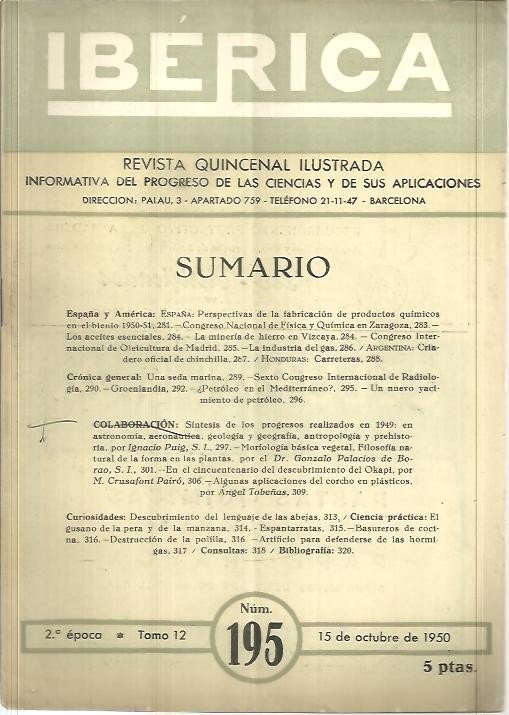 IBÉRICA
REVISTA QUINCENAL ILUSTRADA
INFORMATIVA DEL PROGRESO DE LAS CIENCIAS Y DE SUS APLICACIONES
DIRECCION: PALAU, 3 - APARTADO 759 - TELÉFONO 21-11-47 - BARCELONA
SUMARIO
España y América: ESPAÑA: Perspectivas de la fabricación de productos químicos
en el bienio 1950-51, 281. — Congreso Nacional de Física y Química en Zaragoza, 283. —
Los aceites esenciales, 284. - La minería de hierro en Vizcaya, 284. — Congreso Inter-
nacional de Oleicultura de Madrid, 285. — La industria del gas, 286. / ARGENTINA: Cria-
dero oficial de chinchilla, 287. / HONDURAS: Carreteras, 288.
Crónica general: Una seda marina, 289. — Sexto Congreso Internacional de Radiolo-
gía, 290. — Groenlandia, 292. — ¿Petróleo en el Mediterráneo?, 295. — Un nuevo yaci-
miento de petróleo, 296.
COLABORACIÓN: Síntesis de los progresos realizados en 1949: en
astronomía, aeronáutica, geología y geografía, antropología y prehisto-
ria, por Ignacio Puig, S. I., 297. — Morfología básica vegetal, Filosofía na-
tural de la forma en las plantas, por el Dr. Gonzalo Palacios de Bo-
rao, S. I., 301. — En el cincuentenario del descubrimiento del Okapi, por
M. Crusafont Pairó, 306 — Algunas aplicaciones del corcho en plásticos,
por Ángel Tobeñas, 309.
Curiosidades: Descubrimiento del lenguaje de las abejas, 313. / Ciencia práctica: El
gusano de la pera y de la manzana, 314. - Espantarratas, 315. — Basureros de coci-
na, 316. — Destrucción de la polilla, 316 — Artificio para defenderse de las hormi-
gas, 317 / Consultas: 318 / Bibliografía: 320.
Núm.
2.ª época * Tomo 12
195
15 de octubre de 1950
5 ptas.